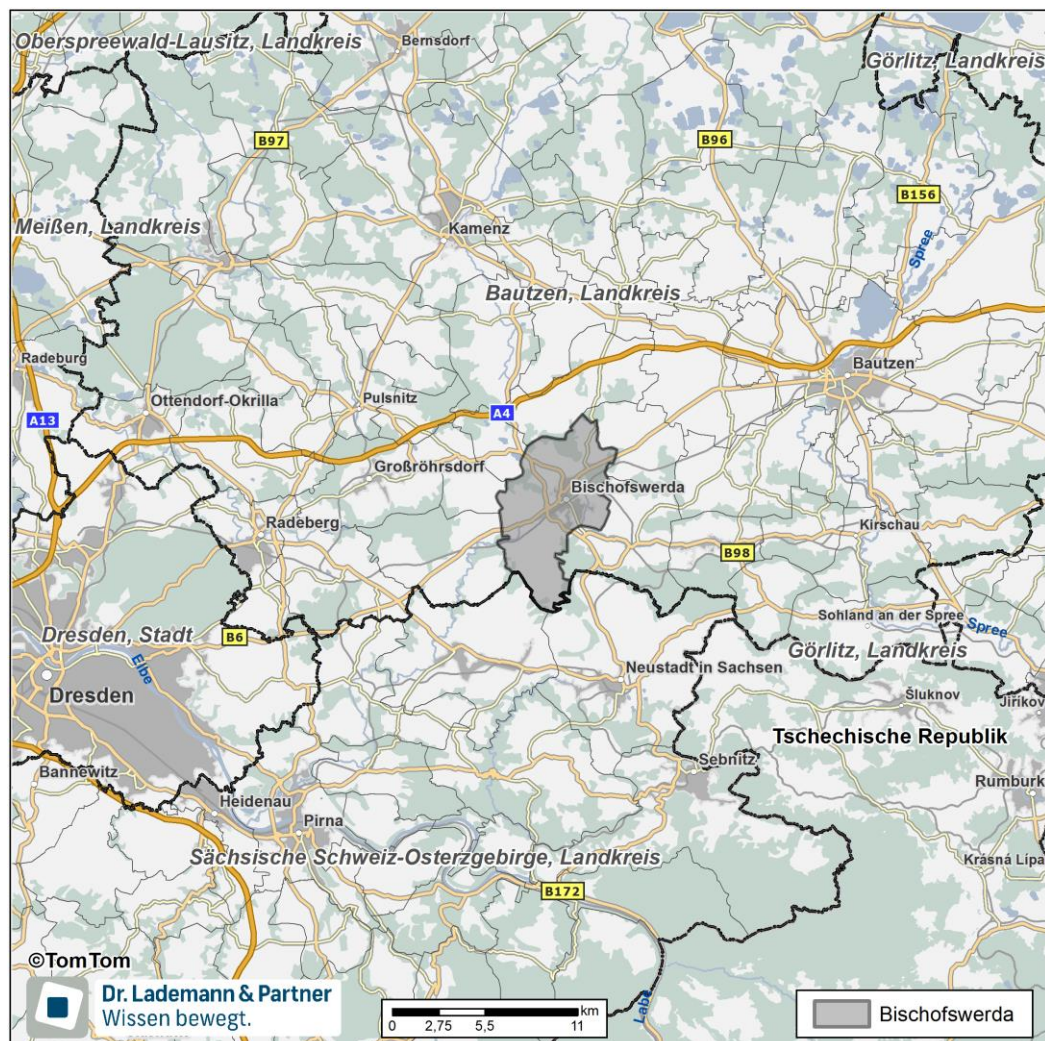 Oberspreewald-Lausitz, Landkreis
Bernsdorf
Görlitz, Landkreis
B97
B96
B156
Meißen, Landkreis
Kamenz
Spree
Bautzen, Landkreis
Radeburg
Bautzen
Ottendorf-Okrilla
Pulsnitz
A13
A4
Großröhrsdorf
Bischofswerda
Radeberg
Kirschau
B98
Sohland an der Spree
Spree
Dresden, Stadt
B6
Görlitz, Landkreis
Elbe
Neustadt in Sachsen
Dresden
Šluknov
Jiříkov
Tschechische Republik
Bannewitz
Sebnitz
Rumburk
Heidenau
Pirna
Sächsische Schweiz-Osterzgebirge, Landkreis
Krásná Lípa
B172
©TomTom
Dr. Lademann & Partner
Wissen bewegt.
Labe
km
0 2,75 5,5 11
Bischofswerda